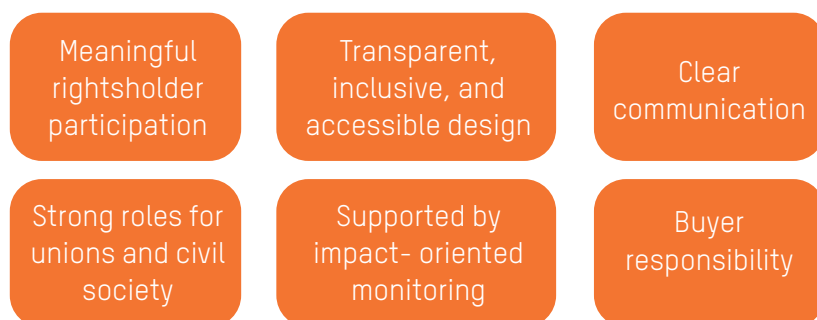 Meaningful
rightsholder
participation
Transparent,
inclusive, and
accessible design
Clear
communication
Strong roles for
unions and civil
society
Supported by
impact- oriented
monitoring
Buyer
responsibility